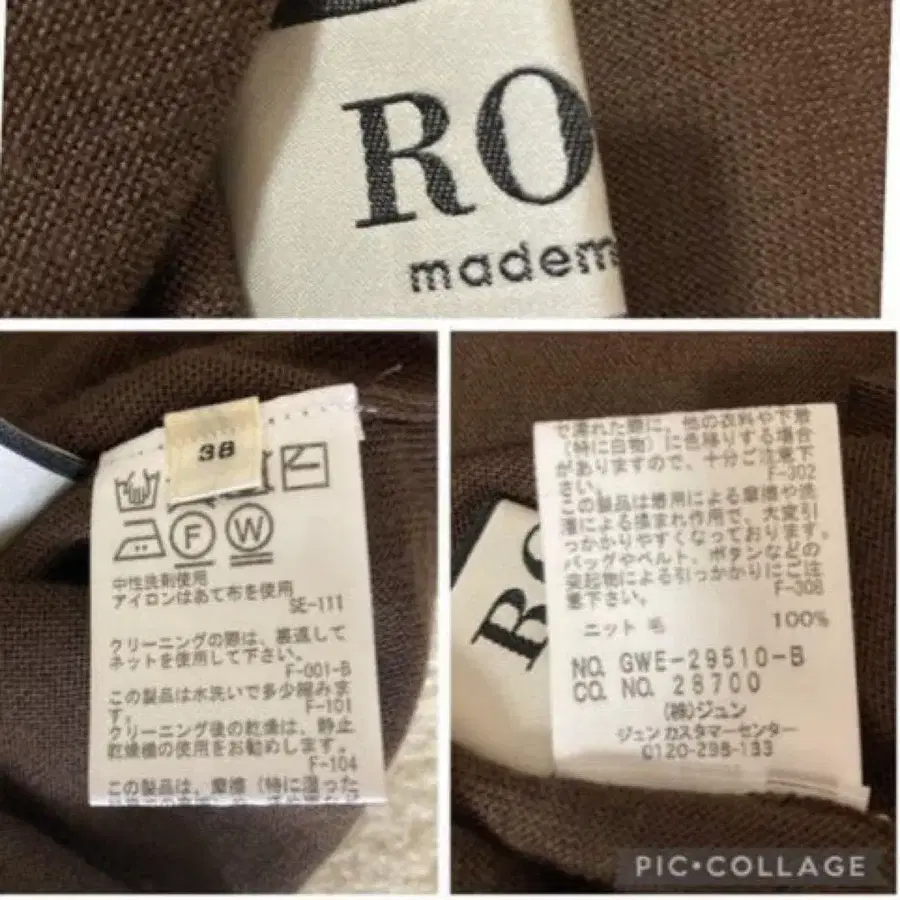 RO
madem
38
F
W
中性洗剤使用
アイロンはあて布を使用
SE-111
クリーニングの際は、裏返して
ネットを使用して下さい。
F-001-B
この製品は水洗いで多少縮みま
す。
F-101
クリーニング後の乾燥は、静止
乾燥機の使用をお勧めします。
F-104
この製品は、摩擦（特に湿った
で濡れた際に、他の衣料や下着
（特に白物）に色移りする場合
がありますので、十分ご注意下
さい。
F-302
この製品は着用による摩擦や洗
濯による揉まれ作用で、大変引
っかかりやすくなっております。
バッグやベルト、ボタンなどの
突起物による引っかかりにご注
意下さい。
F-308
ニット 毛 100%
NO. GWE-29510-B
CO. NO. 28700
(株)ジュン
ジュンカスタマーセンター
0120-298-133
RO
PIC•COLLAGE